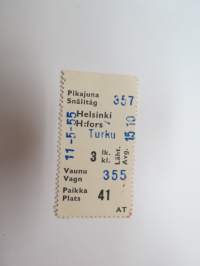 Pikajuna
Snälltåg 357
Helsinki
H:fors
Turku
11-5-55
3 lk.
kl.
Läht.
Avg. 15 10
Vaunu
Vagn 355
Paikka
Plats 41
AT